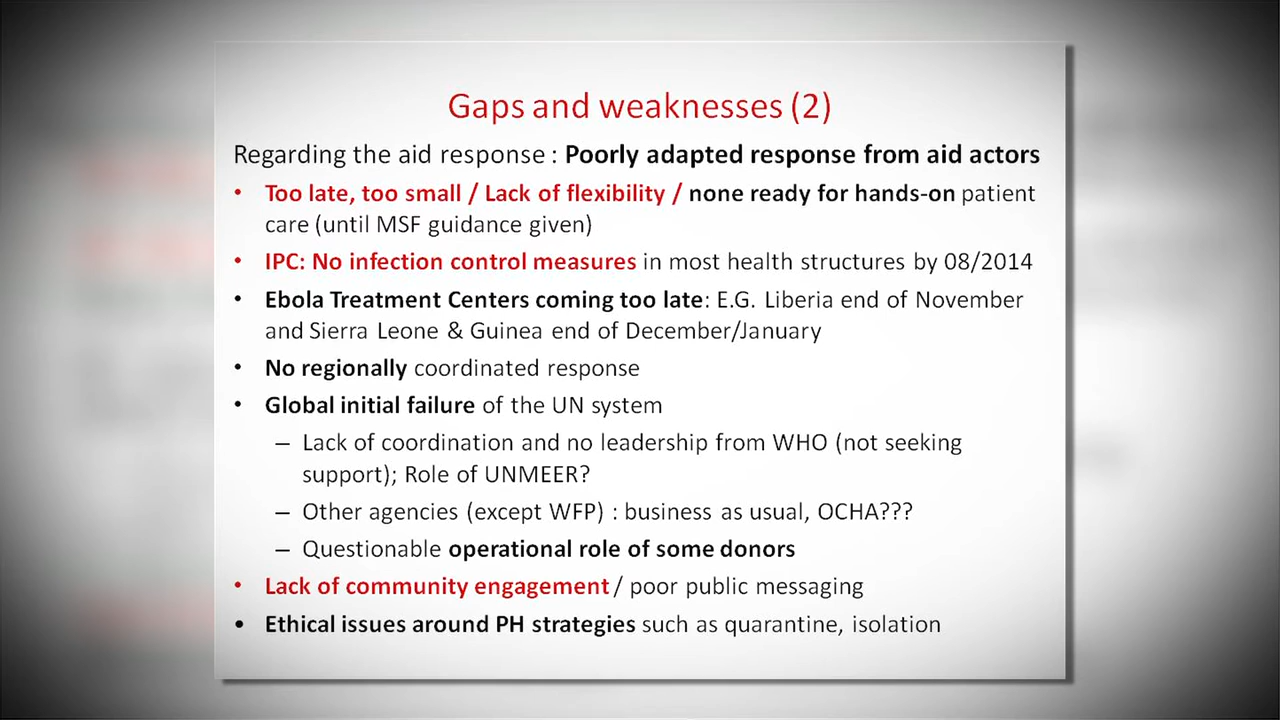 Gaps and weaknesses (2)
Regarding the aid response : Poorly adapted response from aid actors
• Too late, too small / Lack of flexibility / none ready for hands-on patient
care (until MSF guidance given)
• IPC: No infection control measures in most health structures by 08/2014
• Ebola Treatment Centers coming too late: E.G. Liberia end of November
and Sierra Leone & Guinea end of December/January
• No regionally coordinated response
• Global initial failure of the UN system
– Lack of coordination and no leadership from WHO (not seeking
support); Role of UNMEER?
– Other agencies (except WFP) : business as usual, OCHA???
– Questionable operational role of some donors
• Lack of community engagement / poor public messaging
• Ethical issues around PH strategies such as quarantine, isolation